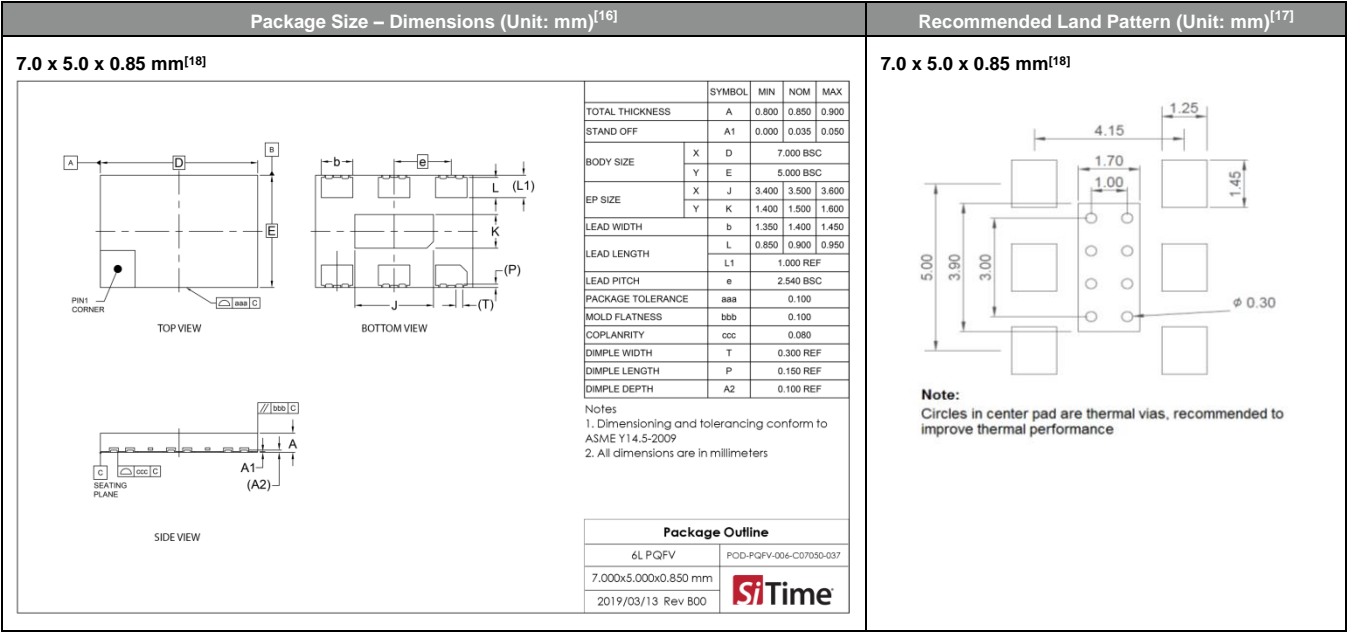 Package Size – Dimensions (Unit: mm)[16]
Recommended Land Pattern (Unit: mm)[17]
7.0 x 5.0 x 0.85 mm[18]
A
D
B
E
PIN1
CORNER
aaa C
TOP VIEW
b
e
L
(L1)
K
(P)
J
(T)
BOTTOM VIEW
// bbb C
A
A1
(A2)
C
ccc C
SEATING
PLANE
SIDE VIEW
SYMBOL MIN NOM MAX
TOTAL THICKNESS A 0.800 0.850 0.900
STAND OFF A1 0.000 0.035 0.050
BODY SIZE X D 7.000 BSC
Y E 5.000 BSC
EP SIZE X J 3.400 3.500 3.600
Y K 1.400 1.500 1.600
LEAD WIDTH b 1.350 1.400 1.450
LEAD LENGTH L 0.850 0.900 0.950
L1 1.000 REF
LEAD PITCH e 2.540 BSC
PACKAGE TOLERANCE aaa 0.100
MOLD FLATNESS bbb 0.100
COPLANRITY ccc 0.080
DIMPLE WIDTH T 0.300 REF
DIMPLE LENGTH P 0.150 REF
DIMPLE DEPTH A2 0.100 REF
Notes
1. Dimensioning and tolerancing conform to
ASME Y14.5-2009
2. All dimensions are in millimeters
Package Outline
6L PQFV POD-PQFV-006-C07050-037
7.000x5.000x0.850 mm
2019/03/13 Rev B00
SiTime
7.0 x 5.0 x 0.85 mm[18]
1.25
4.15
1.70
1.00
1.45
5.00
3.90
3.00
ø 0.30
Note:
Circles in center pad are thermal vias, recommended to
improve thermal performance